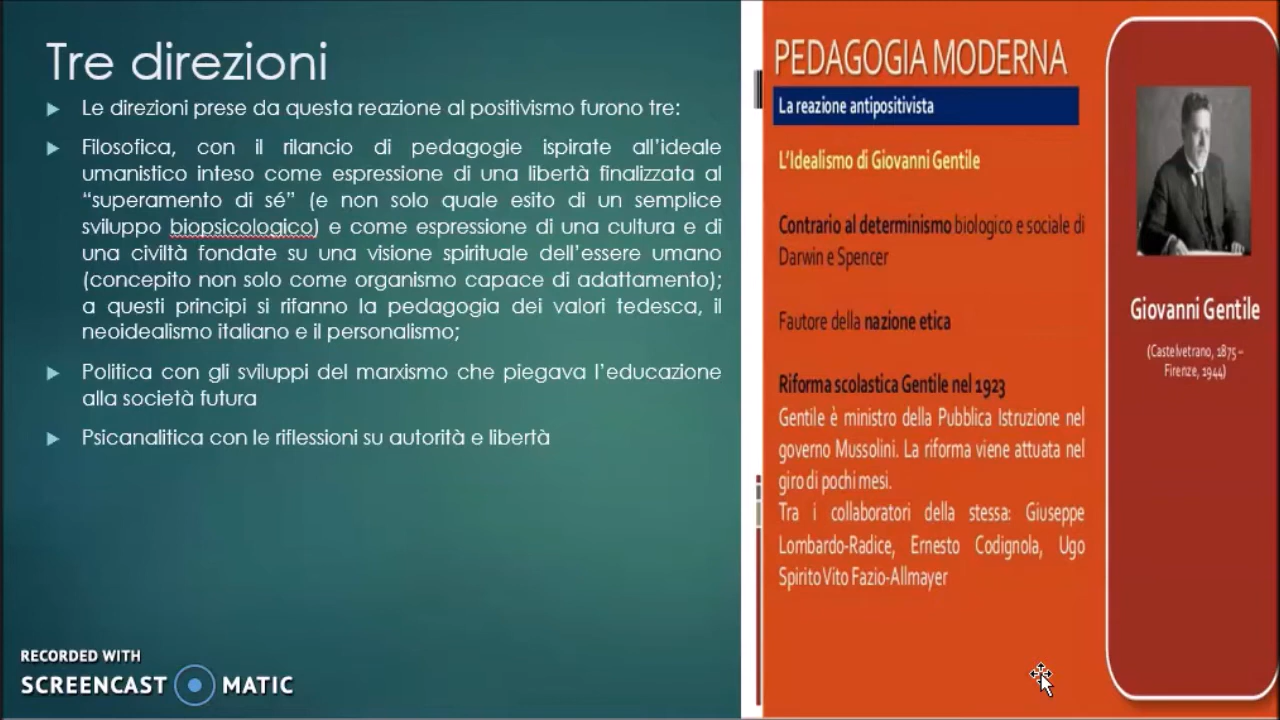 Tre direzioni
Le direzioni prese da questa reazione al positivismo furono tre:
Filosofica, con il rilancio di pedagogie ispirate all'ideale
umanistico inteso come espressione di una libertà finalizzata al
“superamento di sé” (e non solo quale esito di un semplice
sviluppo biopsicologico) e come espressione di una cultura e di
una civiltà fondate su una visione spirituale dell'essere umano
(concepito non solo come organismo capace di adattamento);
a questi principi si rifanno la pedagogia dei valori tedesca, il
neoidealismo italiano e il personalismo;
Politica con gli sviluppi del marxismo che piegava l'educazione
alla società futura
Psicanalitica con le riflessioni su autorità e libertà
RECORDED WITH
SCREENCAST MATIC
PEDAGOGIA MODERNA
La reazione antipositivista
L'Idealismo di Giovanni Gentile
Contrario al determinismo biologico e sociale di
Darwin e Spencer
Fautore della nazione etica
Riforma scolastica Gentile nel 1923
Gentile è ministro della Pubblica Istruzione nel
governo Mussolini. La riforma viene attuata nel
giro di pochi mesi.
Tra i collaboratori della stessa: Giuseppe
Lombardo-Radice, Ernesto Codignola, Ugo
Spirito Vito Fazio-Allmayer
Giovanni Gentile
(Castelvetrano, 1875 –
Firenze, 1944)